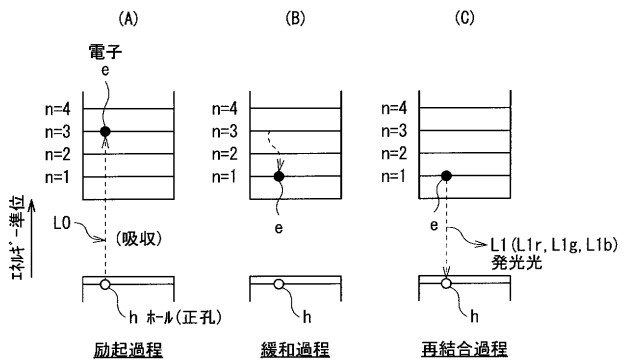 (A)
(B)
(C)
電子
e
n=4
n=3
n=2
n=1
n=4
n=3
n=2
n=1
n=4
n=3
n=2
n=1
e
e
エネルギー準位
L0
(吸収)
L1(L1r, L1g, L1b)
発光光
h ホール(正孔)
h
h
励起過程
緩和過程
再結合過程